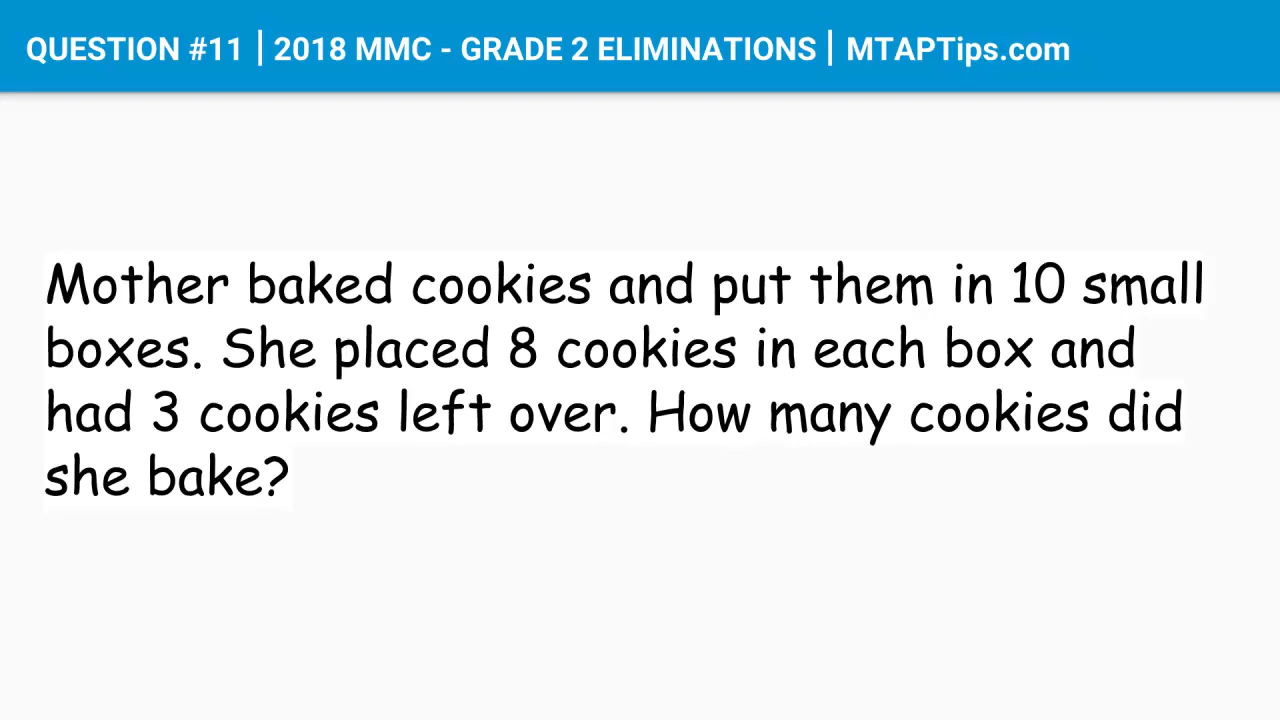 QUESTION #11 | 2018 MMC - GRADE 2 ELIMINATIONS | MTAPTips.com
Mother baked cookies and put them in 10 small
boxes. She placed 8 cookies in each box and
had 3 cookies left over. How many cookies did
she bake?